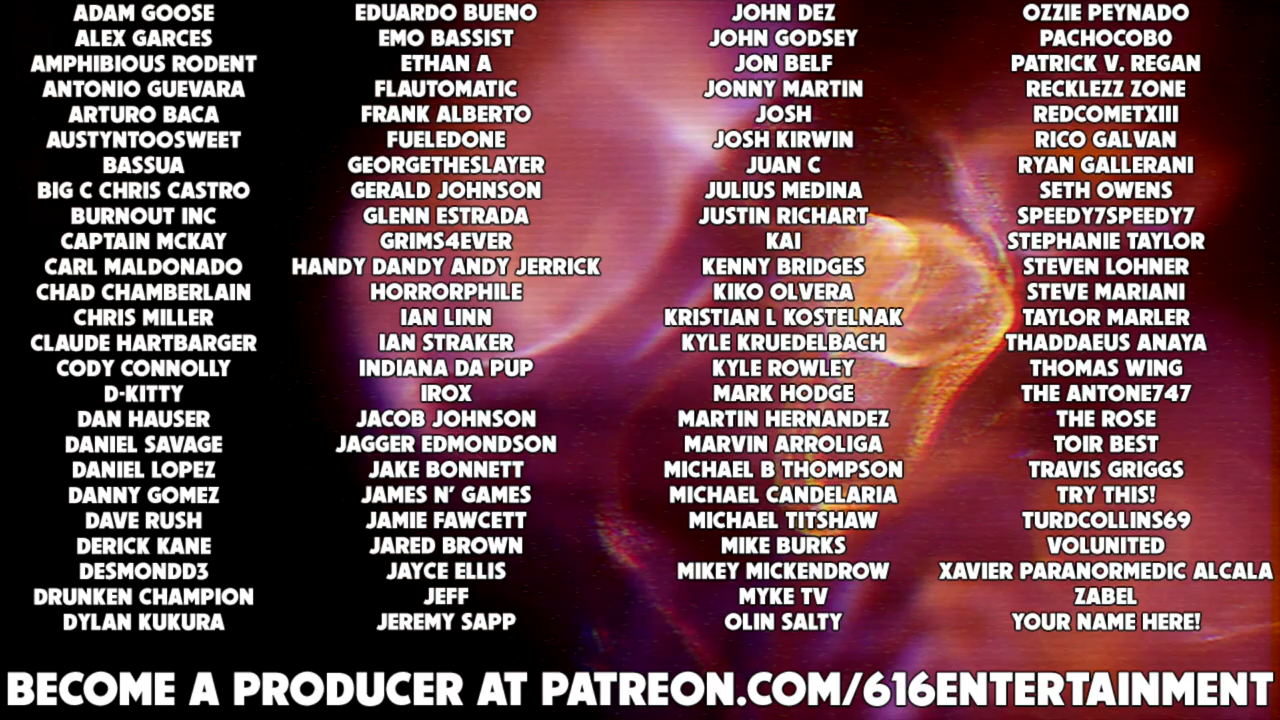 ADAM GOOSE
ALEX GARCES
AMPHIBIOUS RODENT
ANTONIO GUEVARA
ARTURO BACA
AUSTYNTOOSWEET
BASSUA
BIG C CHRIS CASTRO
BURNOUT INC
CAPTAIN MCKAY
CARL MALDONADO
CHAD CHAMBERLAIN
CHRIS MILLER
CLAUDE HARTBARGER
CODY CONNOLLY
D-KITTY
DAN HAUSER
DANIEL SAVAGE
DANIEL LOPEZ
DANNY GOMEZ
DAVE RUSH
DERICK KANE
DESMONDD3
DRUNKEN CHAMPION
DYLAN KUKURA
EDUARDO BUENO
EMO BASSIST
ETHAN A
FLAUTOMATIC
FRANK ALBERTO
FUELEDONE
GEORGETHESLAYER
GERALD JOHNSON
GLENN ESTRADA
GRIMS4EVER
HANDY DANDY ANDY JERRICK
HORRORPHILE
IAN LINN
IAN STRAKER
INDIANA DA PUP
IROX
JACOB JOHNSON
JAGGER EDMONDSON
JAKE BONNETT
JAMES N' GAMES
JAMIE FAWCETT
JARED BROWN
JAYCE ELLIS
JEFF
JEREMY SAPP
JOHN DEZ
JOHN GODSEY
JON BELF
JONNY MARTIN
JOSH
JOSH KIRWIN
JUAN C
JULIUS MEDINA
JUSTIN RICHART
KAI
KENNY BRIDGES
KIKO OLVERA
KRISTIAN L KOSTELNAK
KYLE KRUEDELBACH
KYLE ROWLEY
MARK HODGE
MARTIN HERNANDEZ
MARVIN ARROLIGA
MICHAEL B THOMPSON
MICHAEL CANDELARIA
MICHAEL TITSHAW
MIKE BURKS
MIKEY MICKENDROW
MYKE TV
OLIN SALTY
OZZIE PEYNADO
PACHOCOB0
PATRICK V. REGAN
RECKLEZZ ZONE
REDCOMETXIII
RICO GALVAN
RYAN GALLERANI
SETH OWENS
SPEEDY7SPEEDY7
STEPHANIE TAYLOR
STEVEN LOHNER
STEVE MARIANI
TAYLOR MARLER
THADDAEUS ANAYA
THOMAS WING
THE ANTONE747
THE ROSE
TOIR BEST
TRAVIS GRIGGS
TRY THIS!
TURDCOLLINS69
VOLUNITED
XAVIER PARANORMEDIC ALCALA
ZABEL
YOUR NAME HERE!
BECOME A PRODUCER AT PATREON.COM/616ENTERTAINMENT